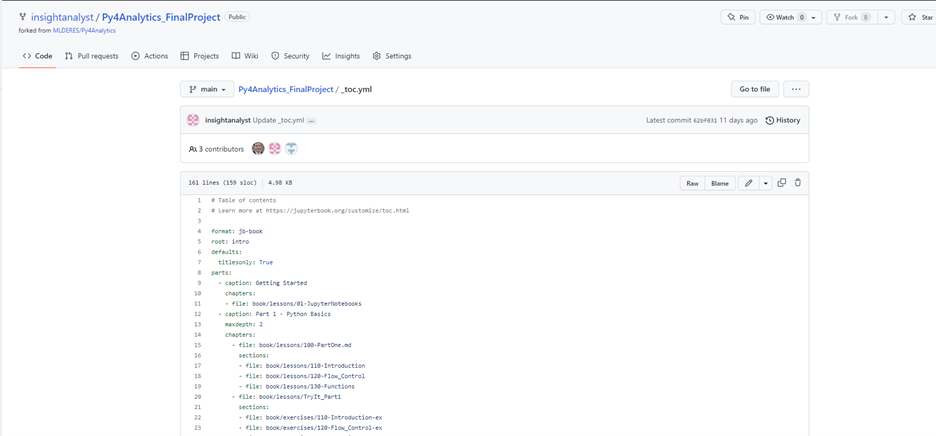 insightanalyst / Py4Analytics_FinalProject Public
Pin Watch 0 Fork 0 Star
forked from MLDERES/Py4Analytics
Code Pull requests Actions Projects Wiki Security Insights Settings
main Py4Analytics_FinalProject / _toc.yml Go to file ...
insightanalyst Update _toc.yml ... Latest commit 62bf031 11 days ago History
3 contributors
161 lines (159 sloc) 4.98 KB Raw Blame
1 # Table of contents
2 # Learn more at https://jupyterbook.org/customize/toc.html
3
4 format: jb-book
5 root: intro
6 defaults:
7 titlesonly: True
8 parts:
9 - caption: Getting Started
10 chapters:
11 - file: book/lessons/01-JupyterNotebooks
12 - caption: Part 1 - Python Basics
13 maxdepth: 2
14 chapters:
15 - file: book/lessons/100-PartOne.md
16 sections:
17 - file: book/lessons/110-Introduction
18 - file: book/lessons/120-Flow_Control
19 - file: book/lessons/130-Functions
20 - file: book/lessons/TryIt_Part1
21 sections:
22 - file: book/exercises/110-Introduction-ex
23 - file: book/exercises/120-Flow_Control-ex